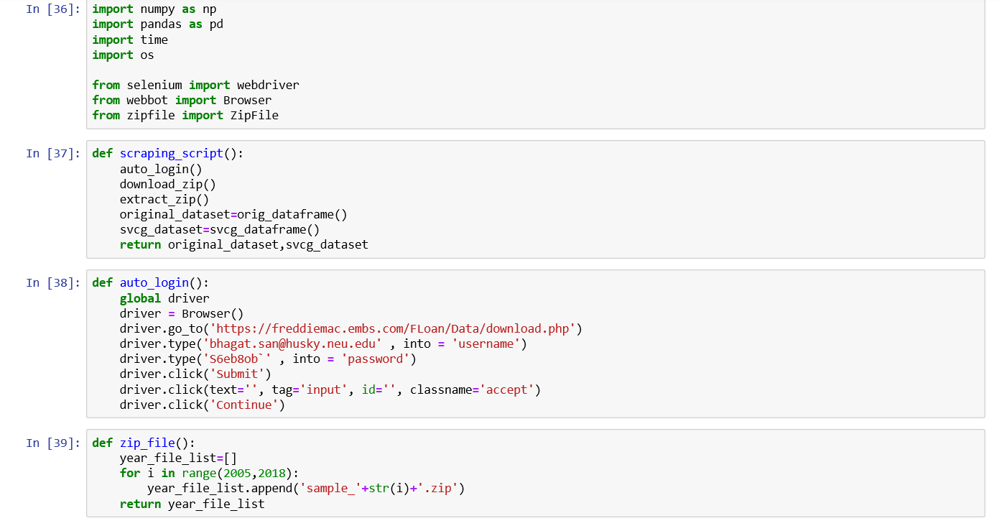 In [36]: import numpy as np
import pandas as pd
import time
import os
from selenium import webdriver
from webbot import Browser
from zipfile import ZipFile
In [37]: def scraping_script():
    auto_login()
    download_zip()
    extract_zip()
    original_dataset=orig_dataframe()
    svcg_dataset=svcg_dataframe()
    return original_dataset,svcg_dataset
In [38]: def auto_login():
    global driver
    driver = Browser()
    driver.go_to('https://freddiemac.embs.com/FLoan/Data/download.php')
    driver.type('bhagat.san@husky.neu.edu' , into = 'username')
    driver.type('S6eb8ob`' , into = 'password')
    driver.click('Submit')
    driver.click(text='', tag='input', id='', classname='accept')
    driver.click('Continue')
In [39]: def zip_file():
    year_file_list=[]
    for i in range(2005,2018):
        year_file_list.append('sample_'+str(i)+'.zip')
    return year_file_list